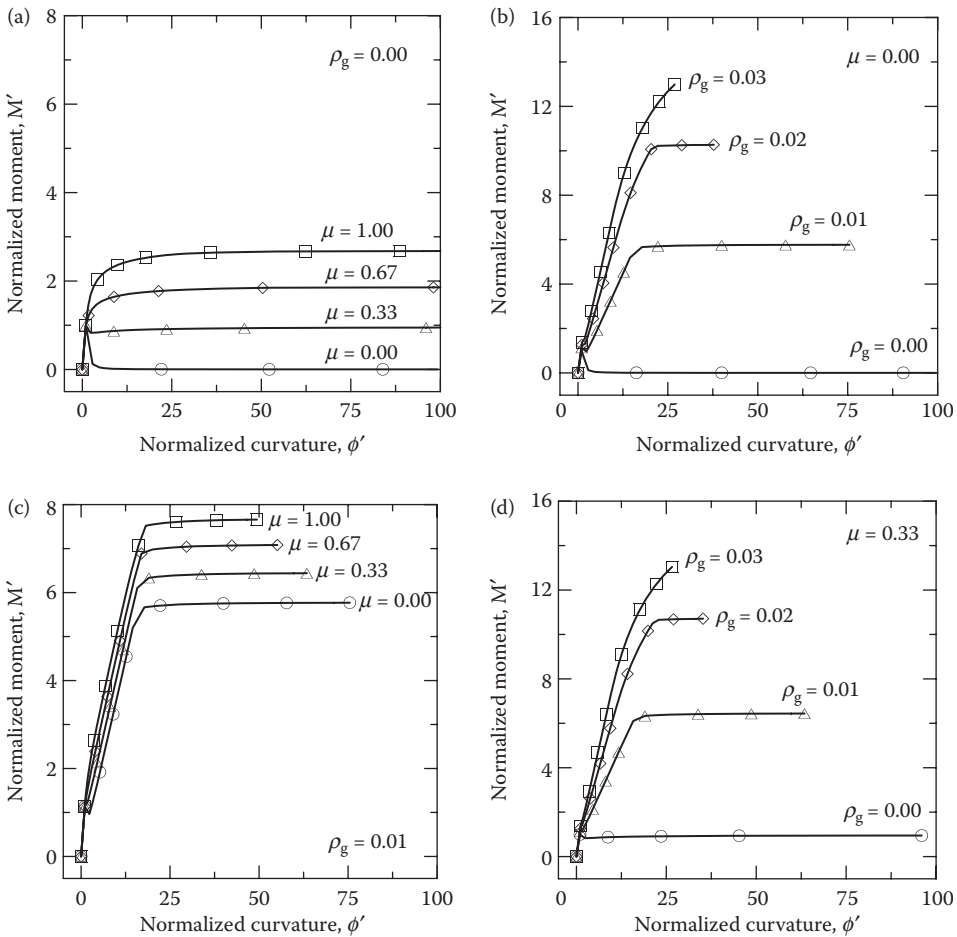 (a)
8
6
4
2
0
0
25
50
75
100
Normalized moment, M′
Normalized curvature, ϕ′
ρg = 0.00
μ = 1.00
μ = 0.67
μ = 0.33
μ = 0.00
(b)
16
12
8
4
0
0
25
50
75
100
Normalized moment, M′
Normalized curvature, ϕ′
μ = 0.00
ρg = 0.03
ρg = 0.02
ρg = 0.01
ρg = 0.00
(c)
8
6
4
2
0
0
25
50
75
100
Normalized moment, M′
Normalized curvature, ϕ′
μ = 1.00
μ = 0.67
μ = 0.33
μ = 0.00
ρg = 0.01
(d)
16
12
8
4
0
0
25
50
75
100
Normalized moment, M′
Normalized curvature, ϕ′
μ = 0.33
ρg = 0.03
ρg = 0.02
ρg = 0.01
ρg = 0.00